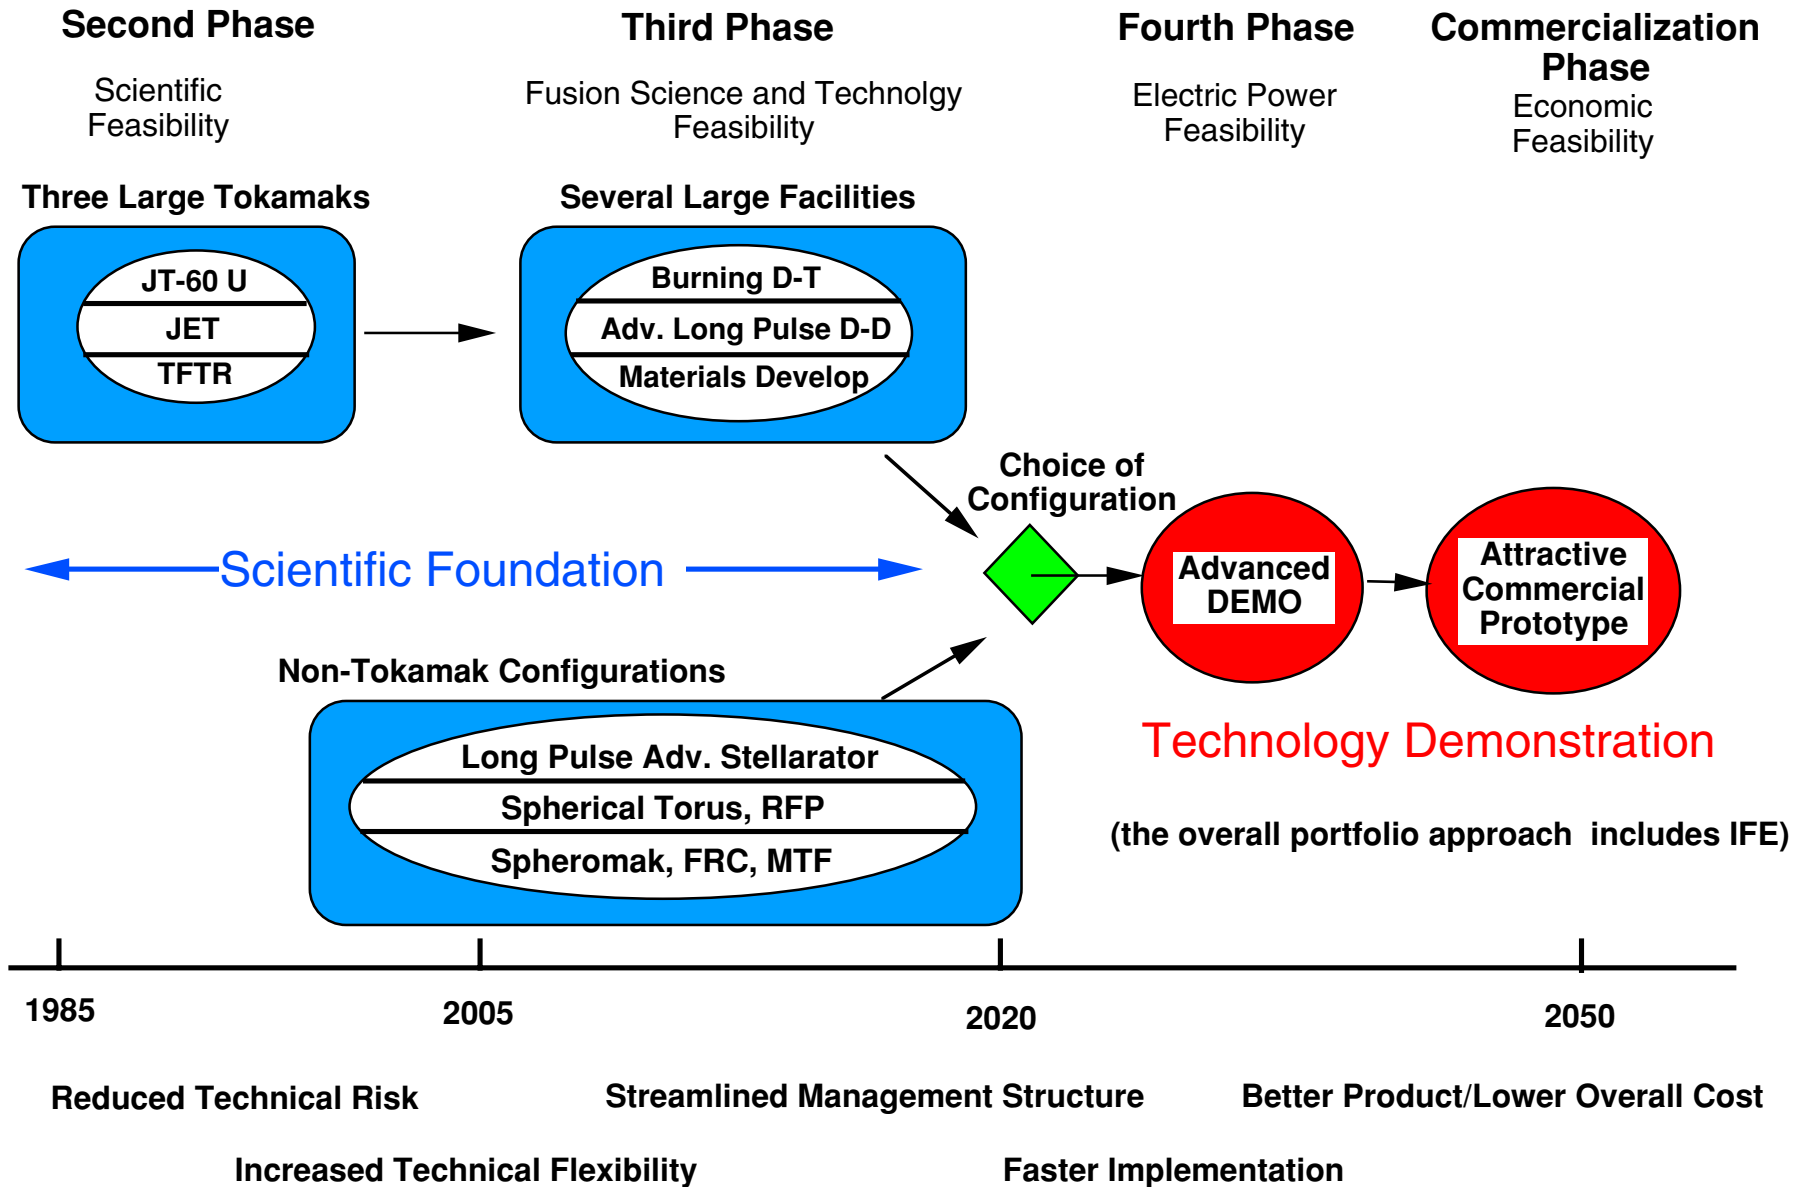 Second Phase
Third Phase
Fourth Phase
Commercialization
Phase
Scientific
Feasibility
Fusion Science and Technolgy
Feasibility
Electric Power
Feasibility
Economic
Feasibility
Three Large Tokamaks
Several Large Facilities
JT-60 U
JET
TFTR
Burning D-T
Adv. Long Pulse D-D
Materials Develop
Choice of
Configuration
Scientific Foundation
Advanced
DEMO
Attractive
Commercial
Prototype
Non-Tokamak Configurations
Long Pulse Adv. Stellarator
Spherical Torus, RFP
Spheromak, FRC, MTF
Technology Demonstration
(the overall portfolio approach  includes IFE)
1985
2005
2020
2050
Reduced Technical Risk
Streamlined Management Structure
Better Product/Lower Overall Cost
Increased Technical Flexibility
Faster Implementation